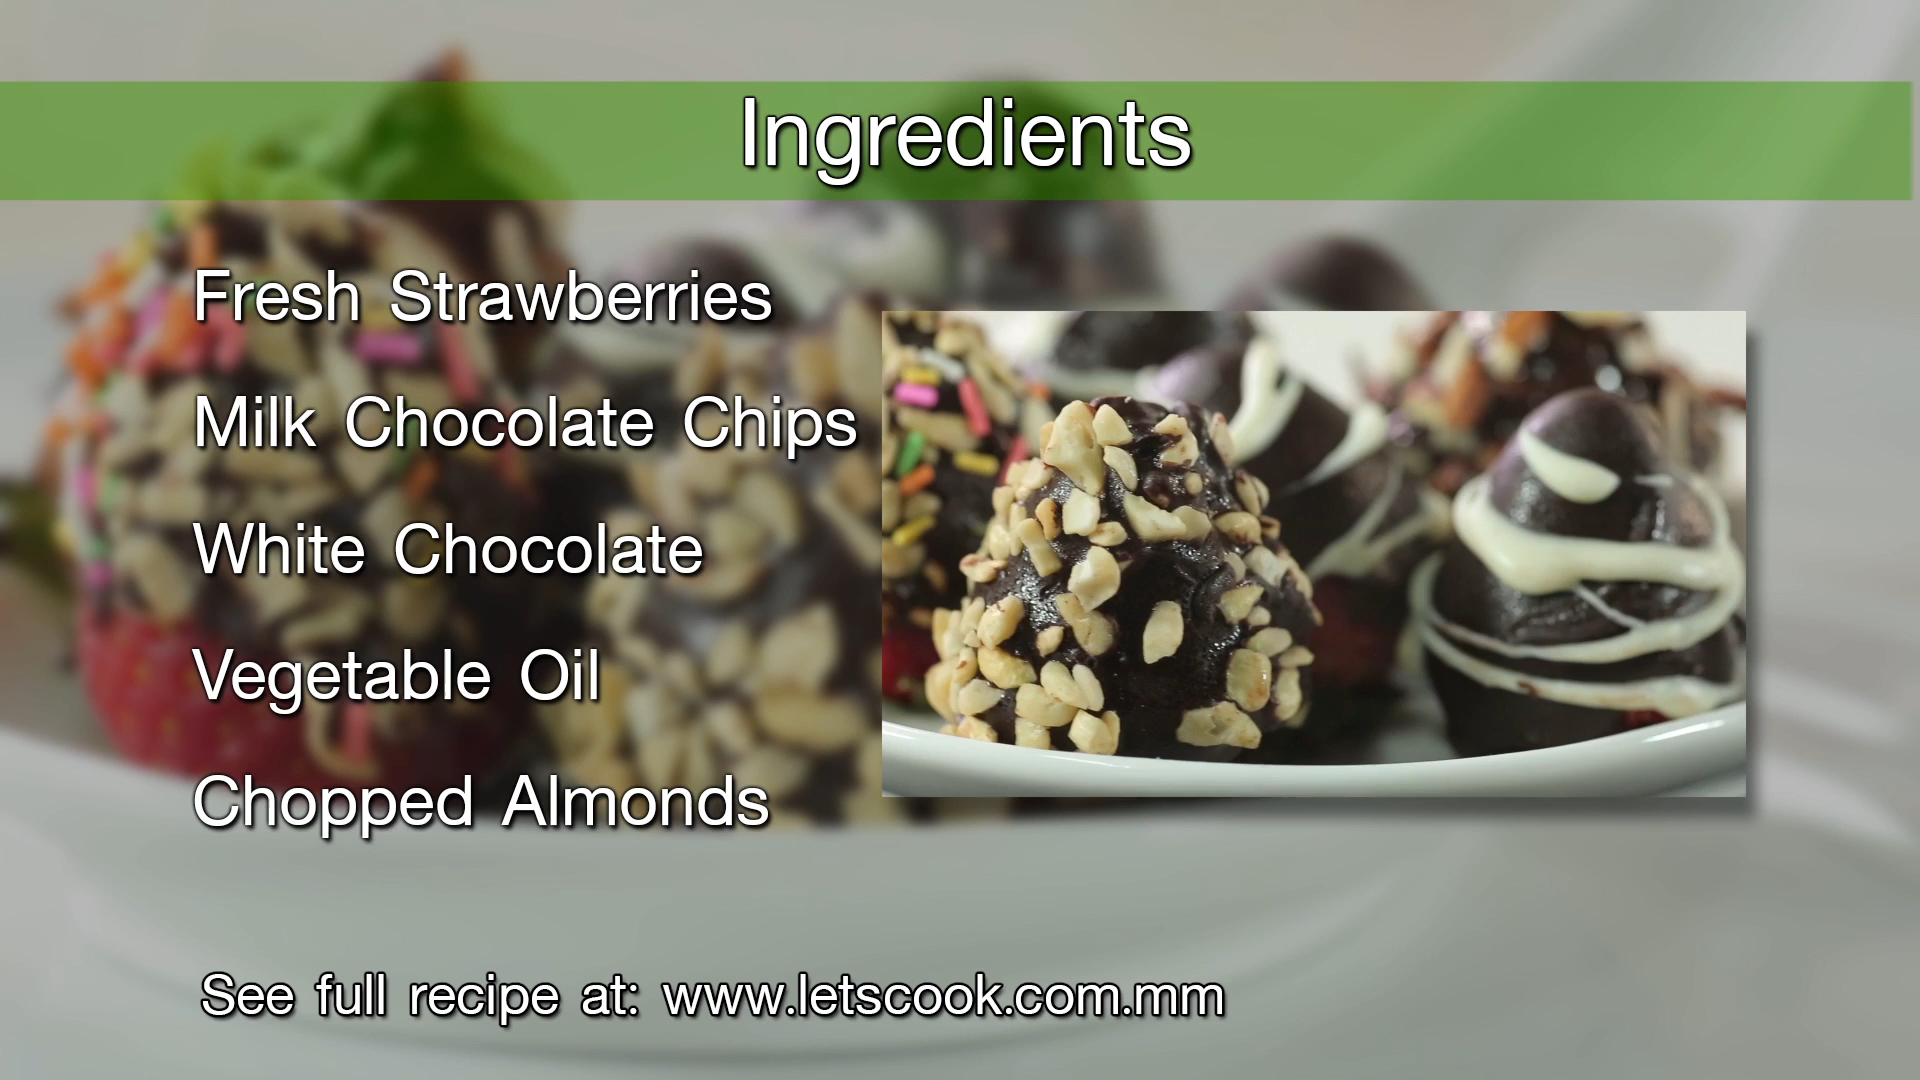 Ingredients
Fresh Strawberries
Milk Chocolate Chips
White Chocolate
Vegetable Oil
Chopped Almonds
See full recipe at: www.letscook.com.mm